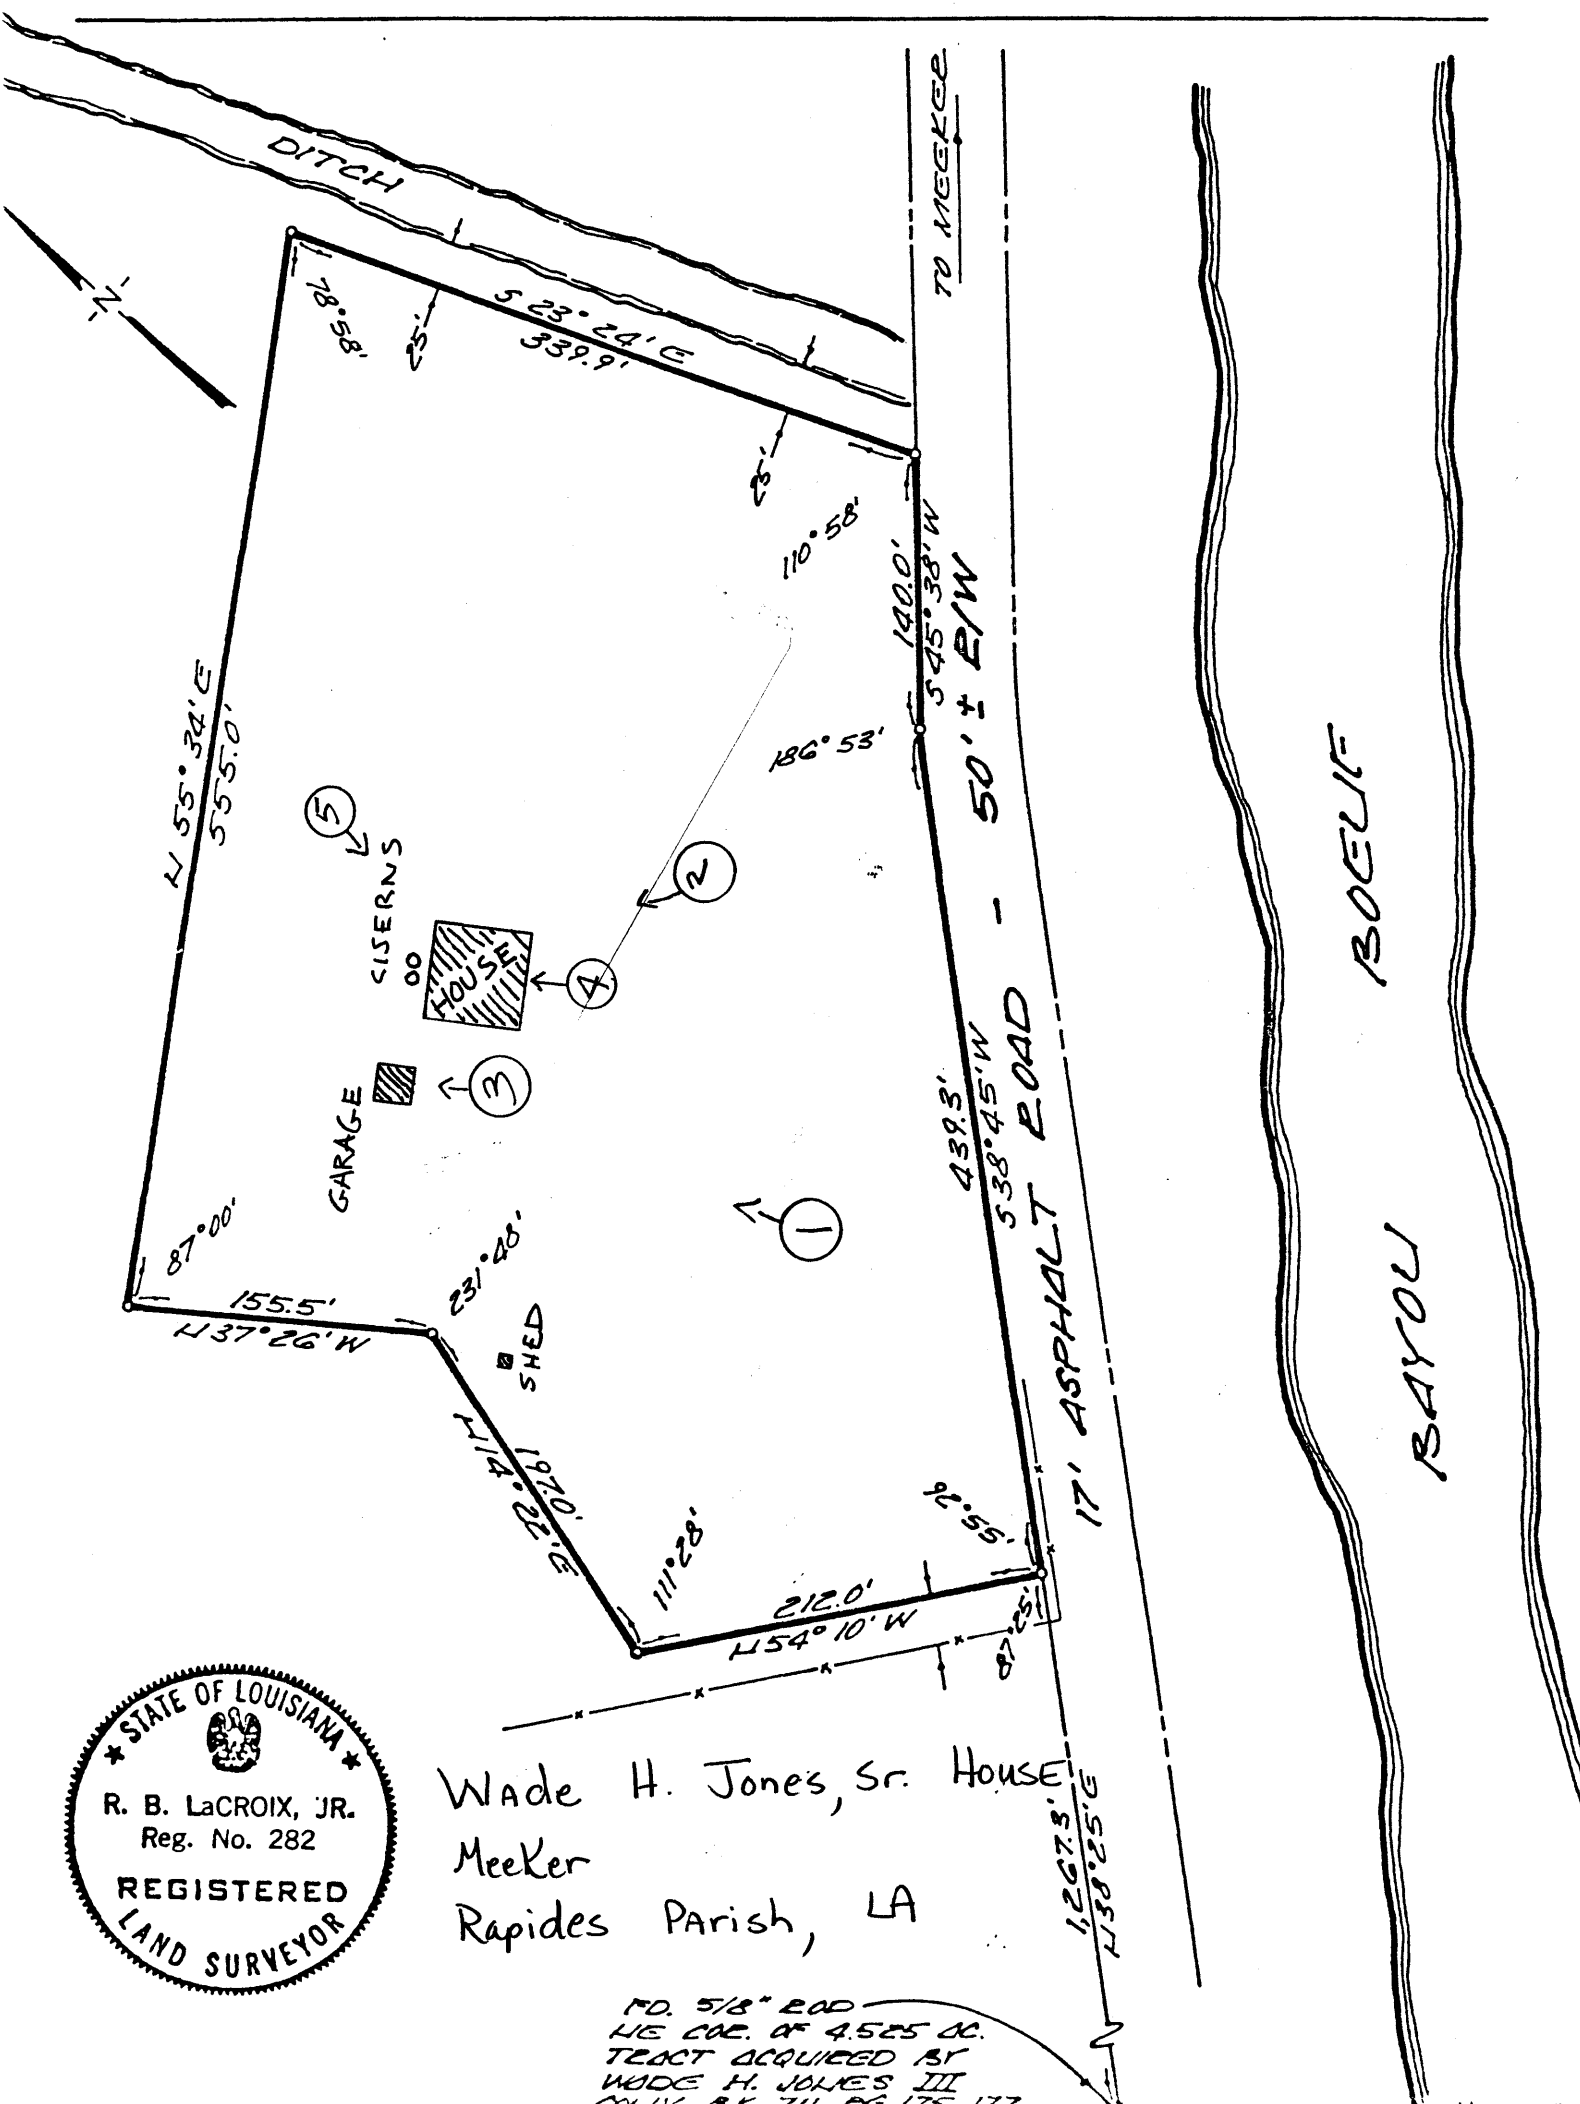 DITCH
TO MEEKER
N
78°58'
25'
S 23° 24' E
339.9'
25'
110°58'
140.0'
S 45° 38' W
186° 53'
N 55° 34' E
555.0'
5
CISERNS
HOUSE
4
2
3
GARAGE
1
17' ASPHALT ROAD - 50' ± R/W
439.3'
S 38° 45' W
BAYOU BOEUF
87°00'
155.5'
N 37° 26' W
231°48'
SHED
197.0'
N 14° 22' E
111°28'
212.0'
N 54° 10' W
87°25'
STATE OF LOUISIANA
R. B. LaCROIX, JR.
Reg. No. 282
REGISTERED
LAND SURVEYOR
Wade H. Jones, Sr. House
Meeker
Rapides Parish, LA
1,267.3'
N 38° 25' E
FD. 5/8" ROD
NE COR. OF 4.525 AC.
TRACT ACQUIRED BY
WADE H. JONES III